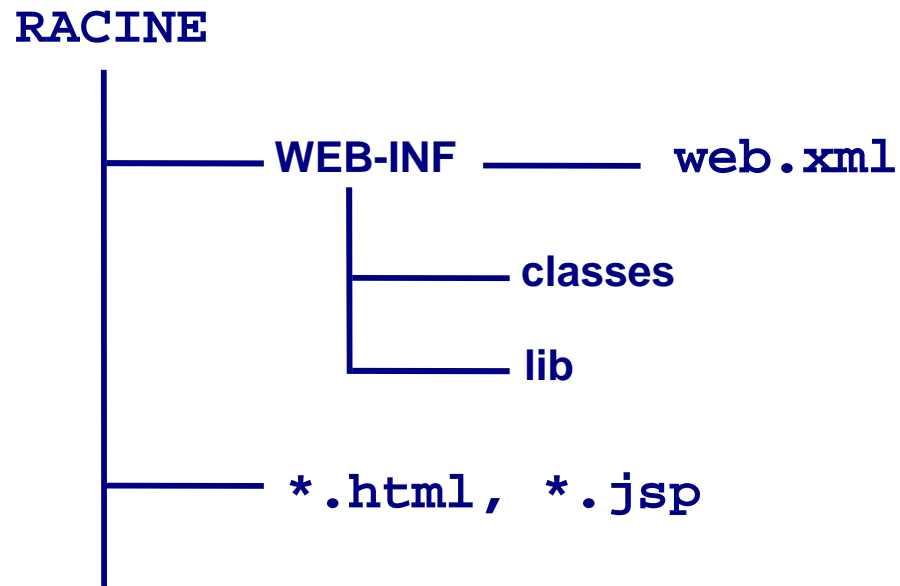 RACINE
WEB-INF web.xml
classes
lib
*.html, *.jsp